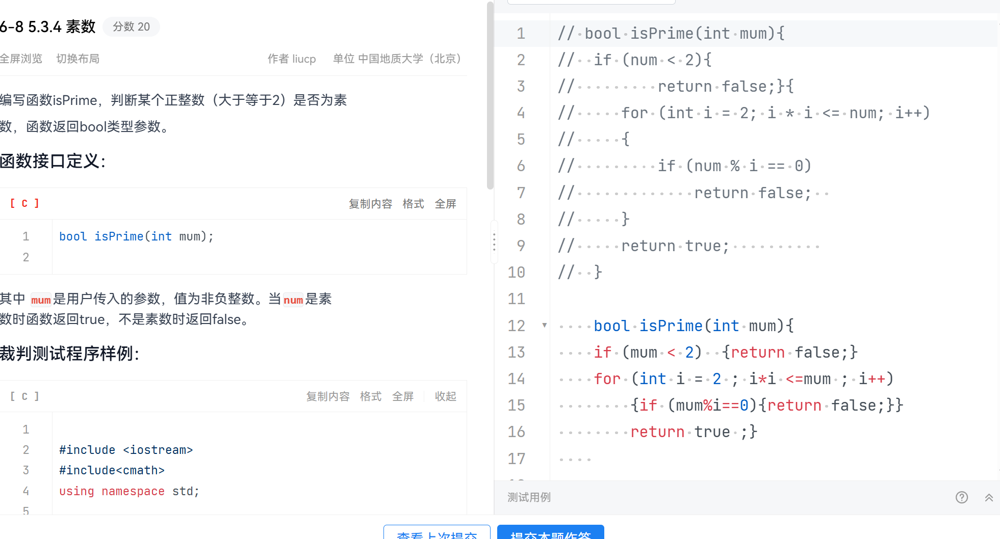 6-8 5.3.4 素数
分数 20
全屏浏览 切换布局
作者 liucp 单位 中国地质大学（北京）
编写函数isPrime，判断某个正整数（大于等于2）是否为素
数，函数返回bool类型参数。
函数接口定义：
[ C ]
复制内容 格式 全屏
1 bool isPrime(int mum);
2
其中 mum是用户传入的参数，值为非负整数。当num是素
数时函数返回true，不是素数时返回false。
裁判测试程序样例：
[ C ]
复制内容 格式 全屏 收起
1
2 #include <iostream>
3 #include<cmath>
4 using namespace std;
5
1 // bool isPrime(int mum){
2 //  if (num < 2){
3 //         return false;}{
4 //     for (int i = 2; i * i <= num; i++)
5 //     {
6 //         if (num % i == 0)
7 //             return false;
8 //     }
9 //     return true;
10 //  }
11
12     bool isPrime(int mum){
13     if (mum < 2)  {return false;}
14     for (int i = 2 ; i*i <=mum ; i++)
15         {if (mum%i==0){return false;}}
16         return true ;}
17
测试用例
查看上次提交
提交本题作答